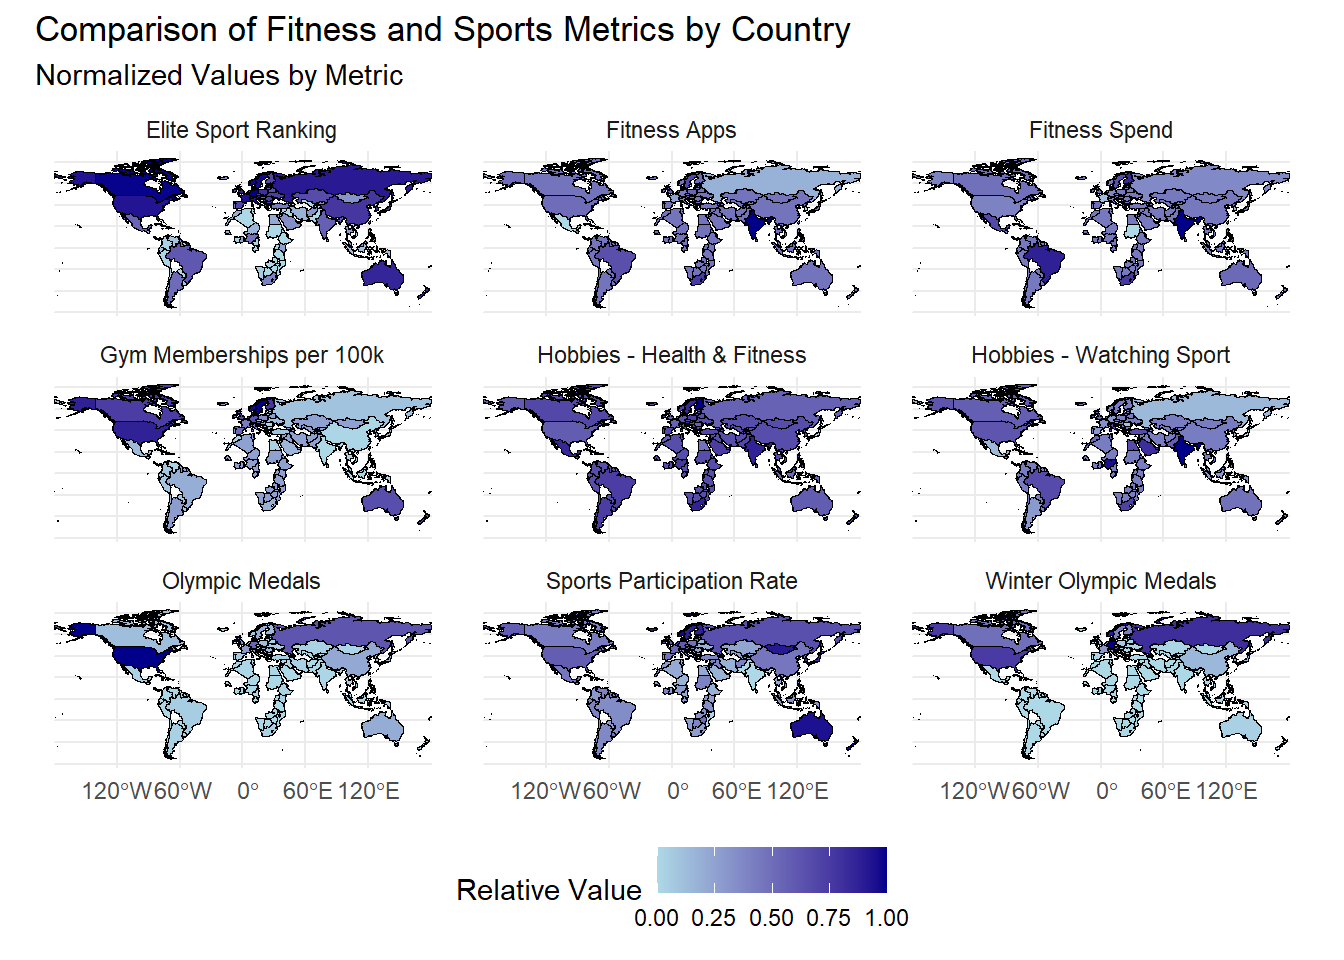 Comparison of Fitness and Sports Metrics by Country
Normalized Values by Metric
Elite Sport Ranking
Fitness Apps
Fitness Spend
Gym Memberships per 100k
Hobbies - Health & Fitness
Hobbies - Watching Sport
Olympic Medals
Sports Participation Rate
Winter Olympic Medals
120°W 60°W 0° 60°E 120°E
120°W 60°W 0° 60°E 120°E
120°W 60°W 0° 60°E 120°E
Relative Value
0.00 0.25 0.50 0.75 1.00